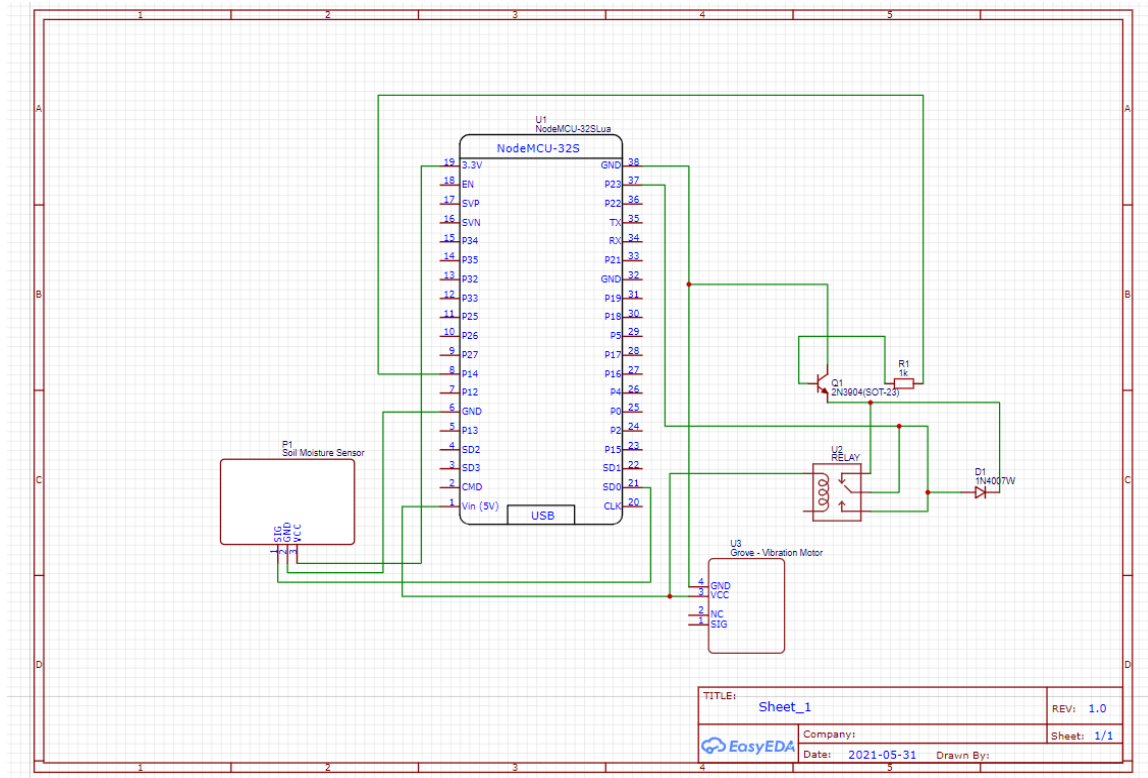 1 2 3 4 5
A A
B B
C C
D D
U1
NodeMCU-32SLua
NodeMCU-32S
19 3.3V GND 38
18 EN P23 37
17 SVP P22 36
16 SVN TX 35
15 P34 RX 34
14 P35 P21 33
13 P32 GND 32
12 P33 P19 31
11 P25 P18 30
10 P26 P5 29
9 P27 P17 28
8 P14 P16 27
7 P12 P4 26
6 GND P0 25
5 P13 P2 24
4 SD2 P15 23
3 SD3 SD1 22
2 CMD SD0 21
1 Vin (5V) CLK 20
USB
R1
1k
Q1
2N3904(SOT-23)
U2
RELAY
D1
1N4007W
P1
Soil Moisture Sensor
SIG
GND
VCC
1 2 3
U3
Grove - Vibration Motor
4 GND
3 VCC
2 NC
1 SIG
TITLE:
Sheet_1
REV: 1.0
EasyEDA
Company:
Sheet: 1/1
Date: 2021-05-31 Drawn By:
1 2 3 4 5